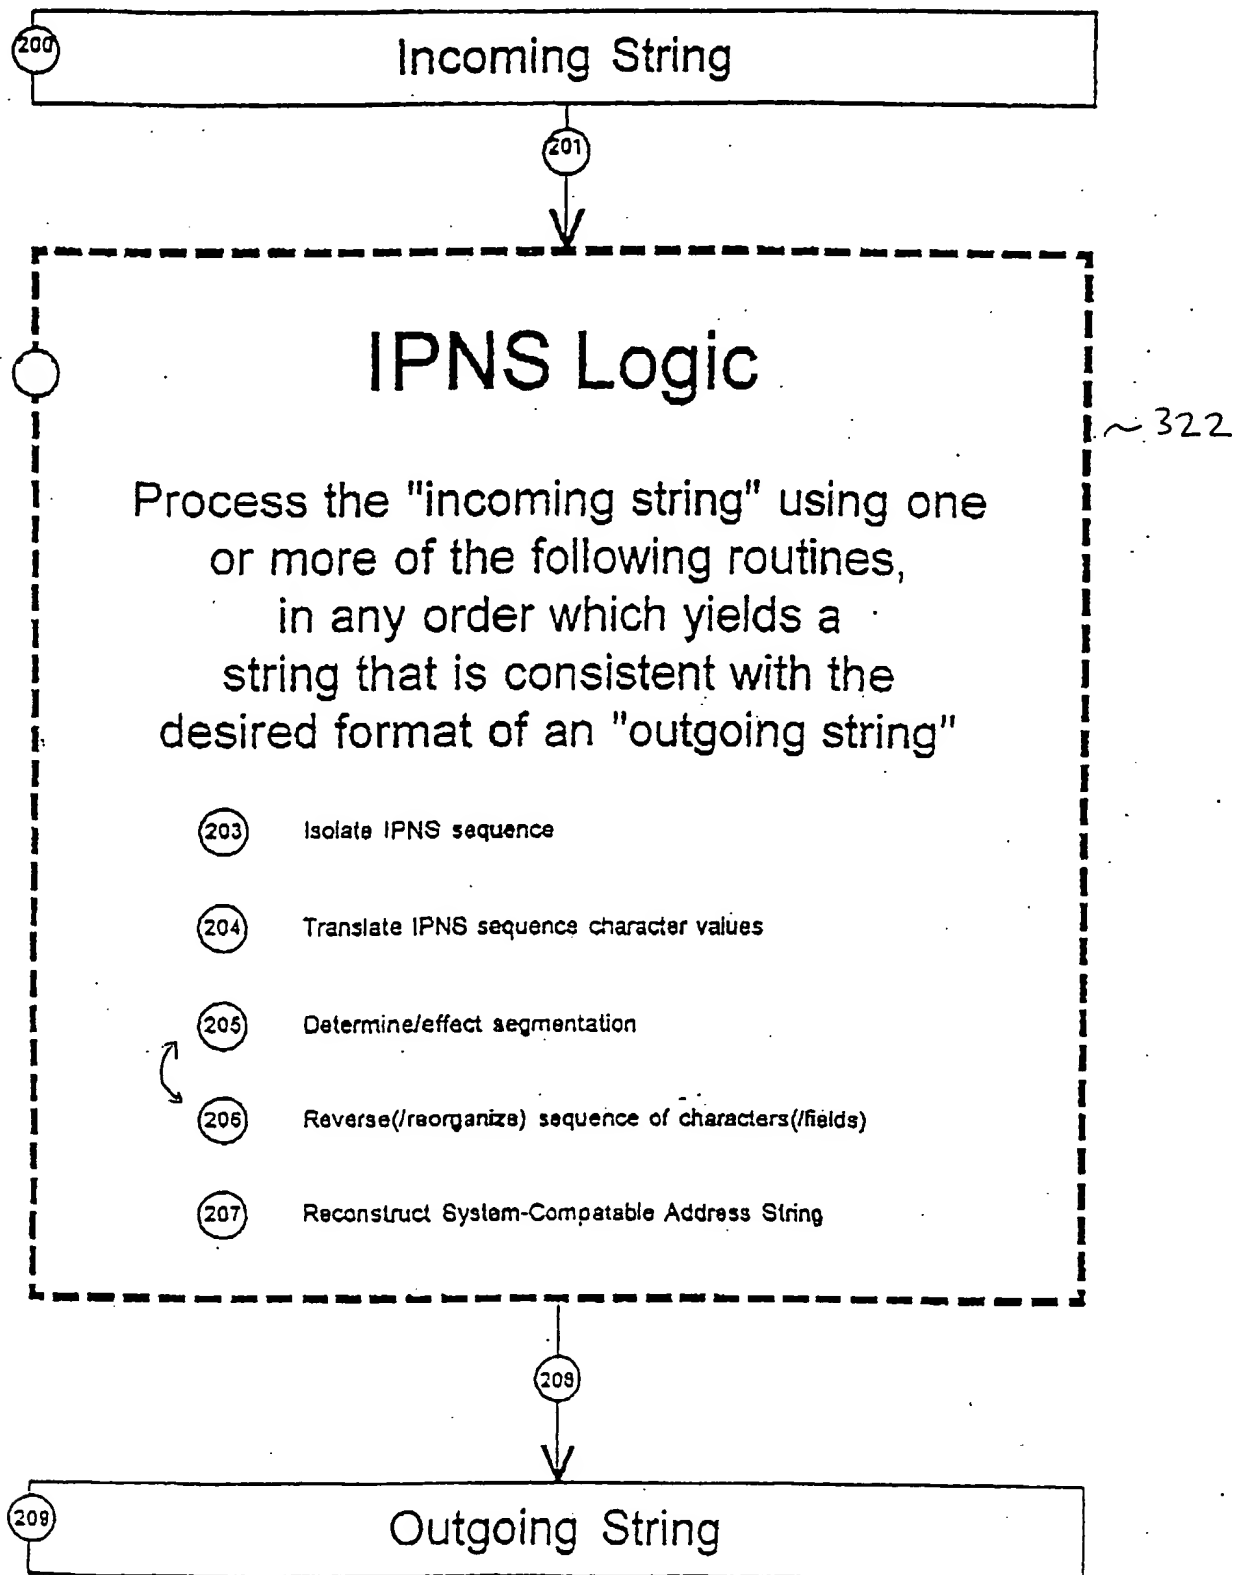 200
Incoming String
201
IPNS Logic
~ 322
Process the "incoming string" using one
or more of the following routines,
in any order which yields a
string that is consistent with the
desired format of an "outgoing string"
203 Isolate IPNS sequence
204 Translate IPNS sequence character values
205 Determine/effect segmentation
206 Reverse(/reorganize) sequence of characters(/fields)
207 Reconstruct System-Compatable Address String
208
209
Outgoing String